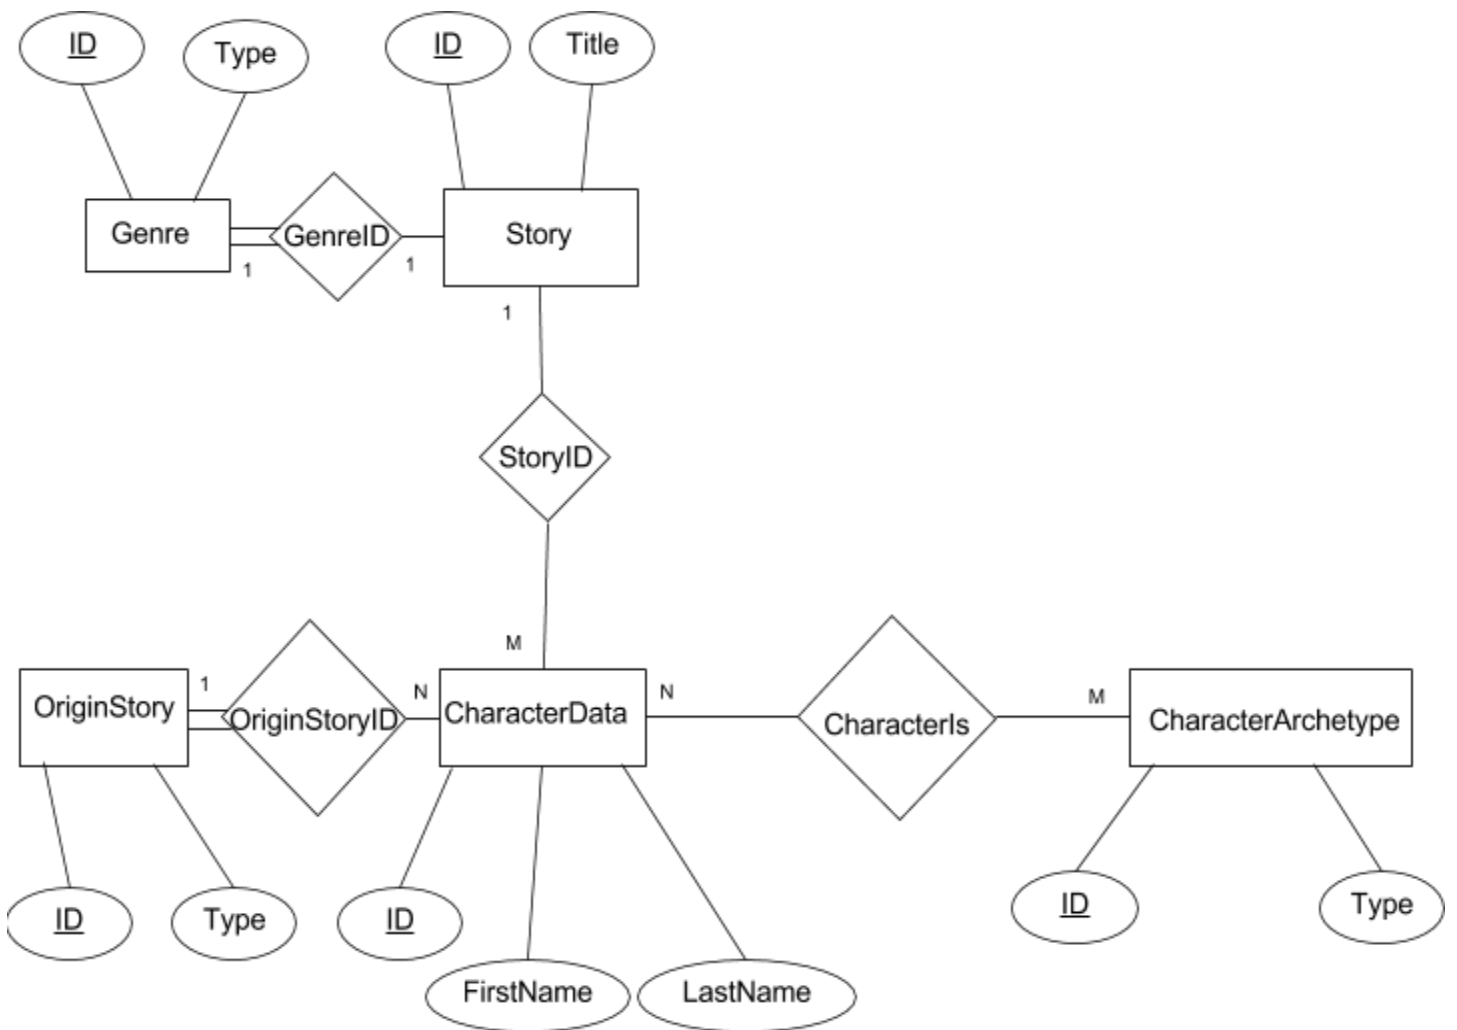 ID
Type
ID
Title
Genre
GenreID
Story
1
1
1
StoryID
M
OriginStory
1
OriginStoryID
N
CharacterData
N
CharacterIs
M
CharacterArchetype
ID
Type
ID
ID
Type
FirstName
LastName